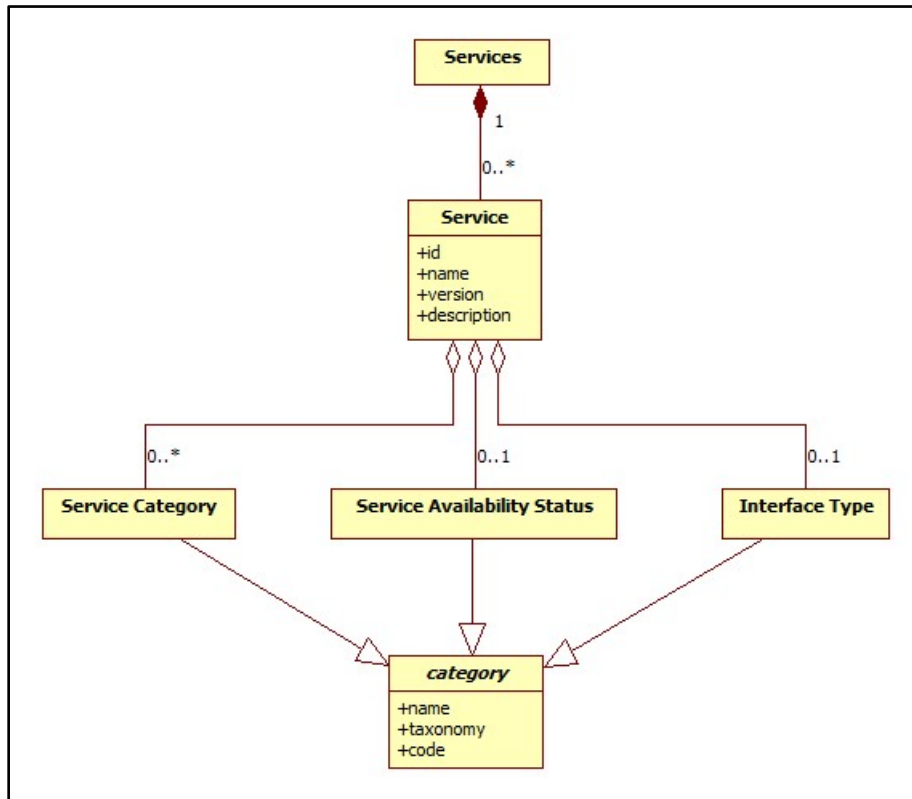 Services
1
0..*
Service
+id
+name
+version
+description
0..*
0..1
0..1
Service Category
Service Availability Status
Interface Type
category
+name
+taxonomy
+code